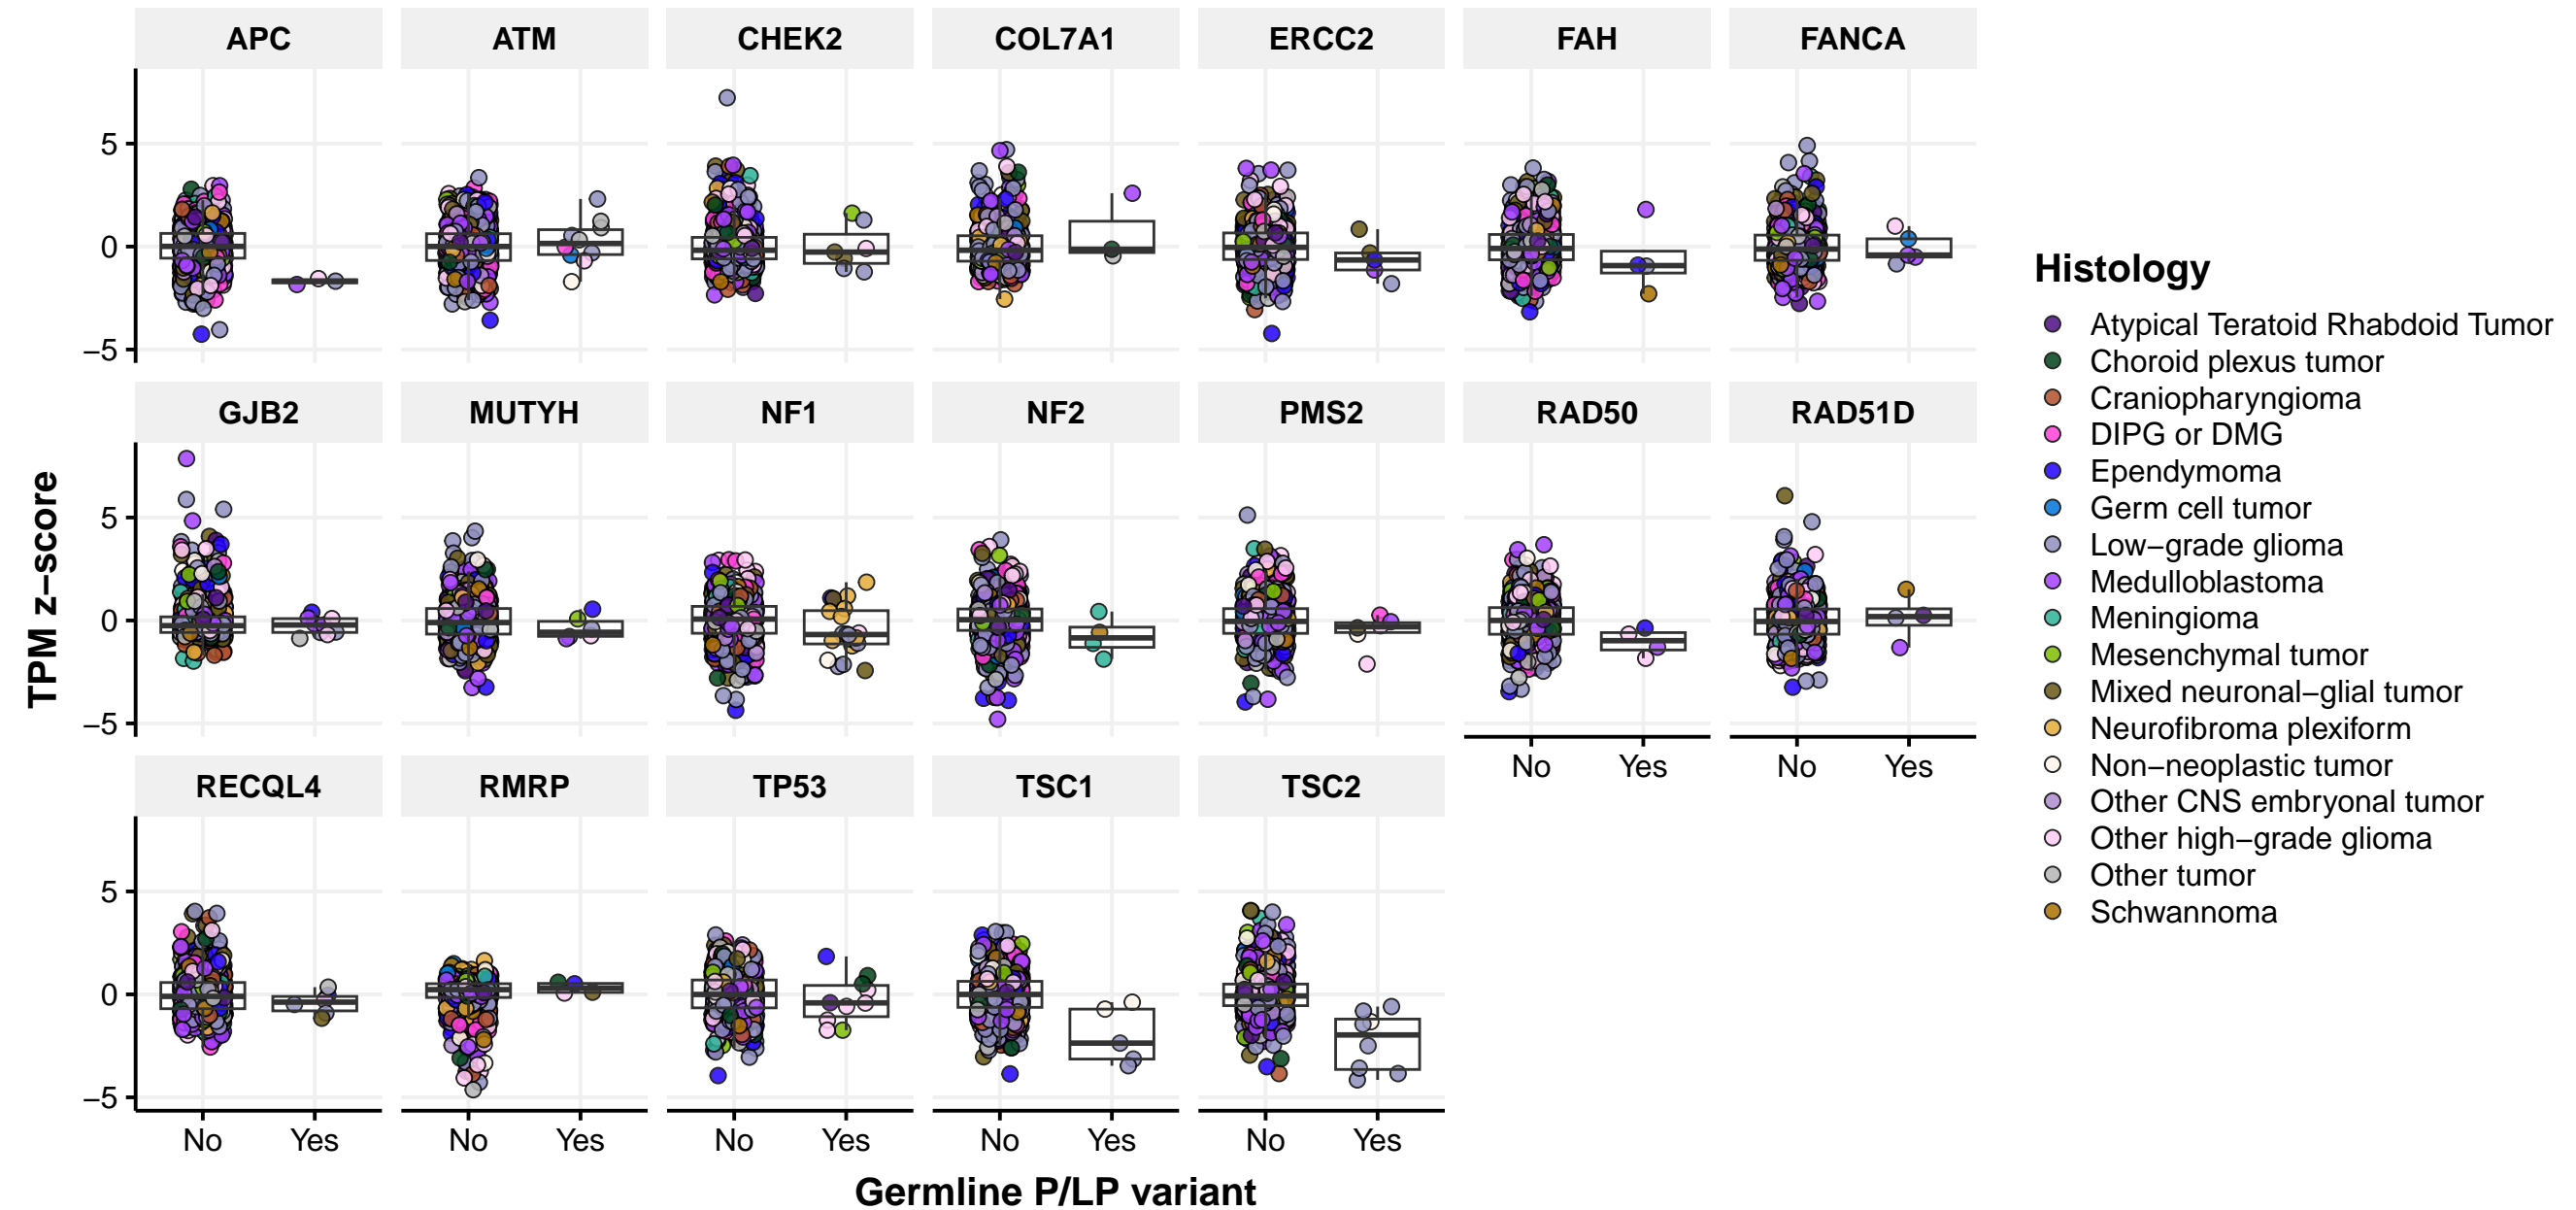 APC ATM CHEK2 COL7A1 ERCC2 FAH FANCA
5
0
−5
GJB2 MUTYH NF1 NF2 PMS2 RAD50 RAD51D
5
0
−5
No Yes No Yes
RECQL4 RMRP TP53 TSC1 TSC2
5
0
−5
No Yes No Yes No Yes No Yes No Yes
Germline P/LP variant
TPM z−score
Histology
Atypical Teratoid Rhabdoid Tumor
Choroid plexus tumor
Craniopharyngioma
DIPG or DMG
Ependymoma
Germ cell tumor
Low−grade glioma
Medulloblastoma
Meningioma
Mesenchymal tumor
Mixed neuronal−glial tumor
Neurofibroma plexiform
Non−neoplastic tumor
Other CNS embryonal tumor
Other high−grade glioma
Other tumor
Schwannoma